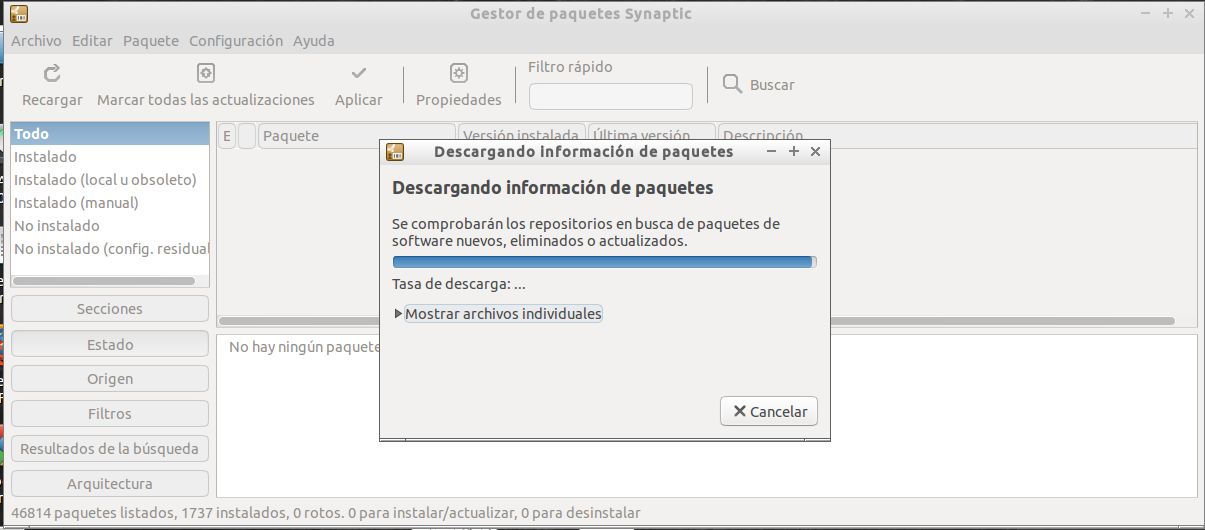 Gestor de paquetes Synaptic
Archivo Editar Paquete Configuración Ayuda
Recargar Marcar todas las actualizaciones Aplicar Propiedades
Filtro rápido
Buscar
Todo
Instalado
Instalado (local u obsoleto)
Instalado (manual)
No instalado
No instalado (config. residual
Secciones
Estado
Origen
Filtros
Resultados de la búsqueda
Arquitectura
E Paquete Versión instalada Última versión Descripción
No hay ningún paquete
Descargando información de paquetes
Descargando información de paquetes
Se comprobarán los repositorios en busca de paquetes de
software nuevos, eliminados o actualizados.
Tasa de descarga: ...
Mostrar archivos individuales
Cancelar
46814 paquetes listados, 1737 instalados, 0 rotos. 0 para instalar/actualizar, 0 para desinstalar